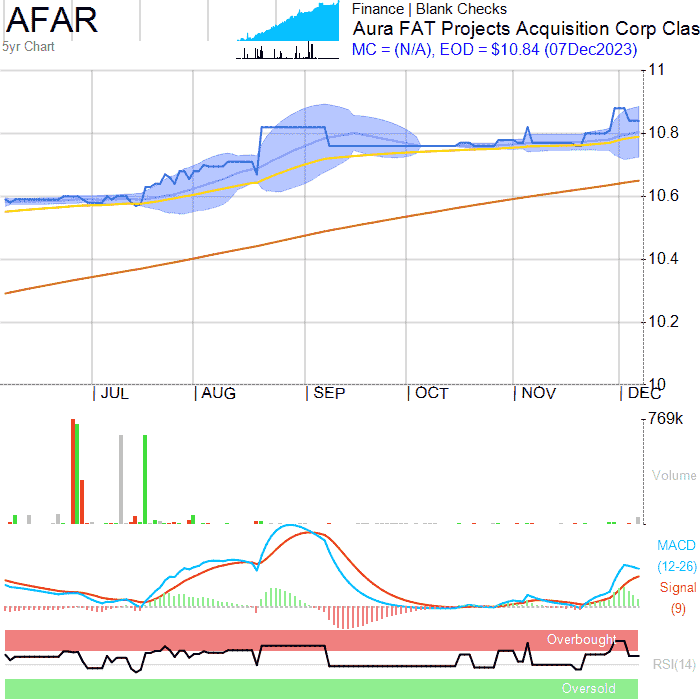 AFAR
5yr Chart
Finance | Blank Checks
Aura FAT Projects Acquisition Corp Clas
MC = (N/A), EOD = $10.84 (07Dec2023)
11
10.8
10.6
10.4
10.2
10
JUL AUG SEP OCT NOV DEC
769k
Volume
MACD
(12-26)
Signal
(9)
Overbought
RSI(14)
Oversold